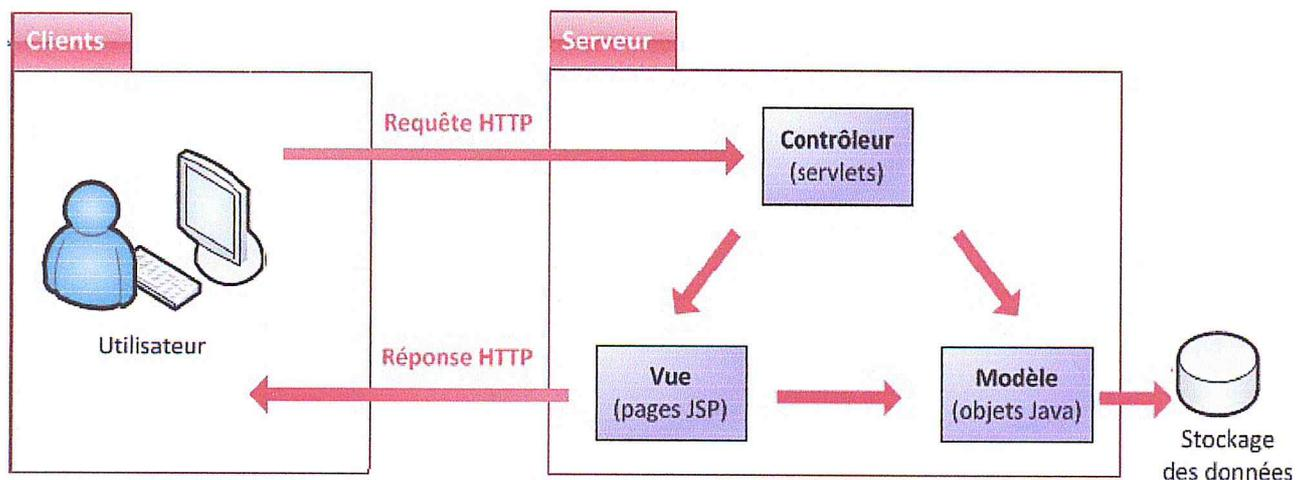 Clients
Serveur
Requête HTTP
Contrôleur
(servlets)
Utilisateur
Réponse HTTP
Vue
(pages JSP)
Modèle
(objets Java)
Stockage
des données